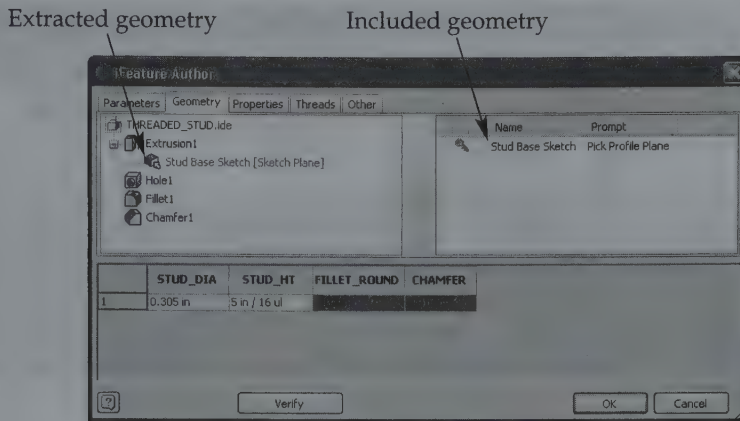 Extracted geometry
Included geometry
iFeature Author
Parameters Geometry Properties Threads Other
THREADED_STUD.ide
Extrusion1
Stud Base Sketch [Sketch Plane]
Hole1
Fillet1
Chamfer1
Name Prompt
Stud Base Sketch Pick Profile Plane
STUD_DIA STUD_HT FILLET_ROUND CHAMFER
1 0.305 in 5 in / 16 ul
Verify OK Cancel